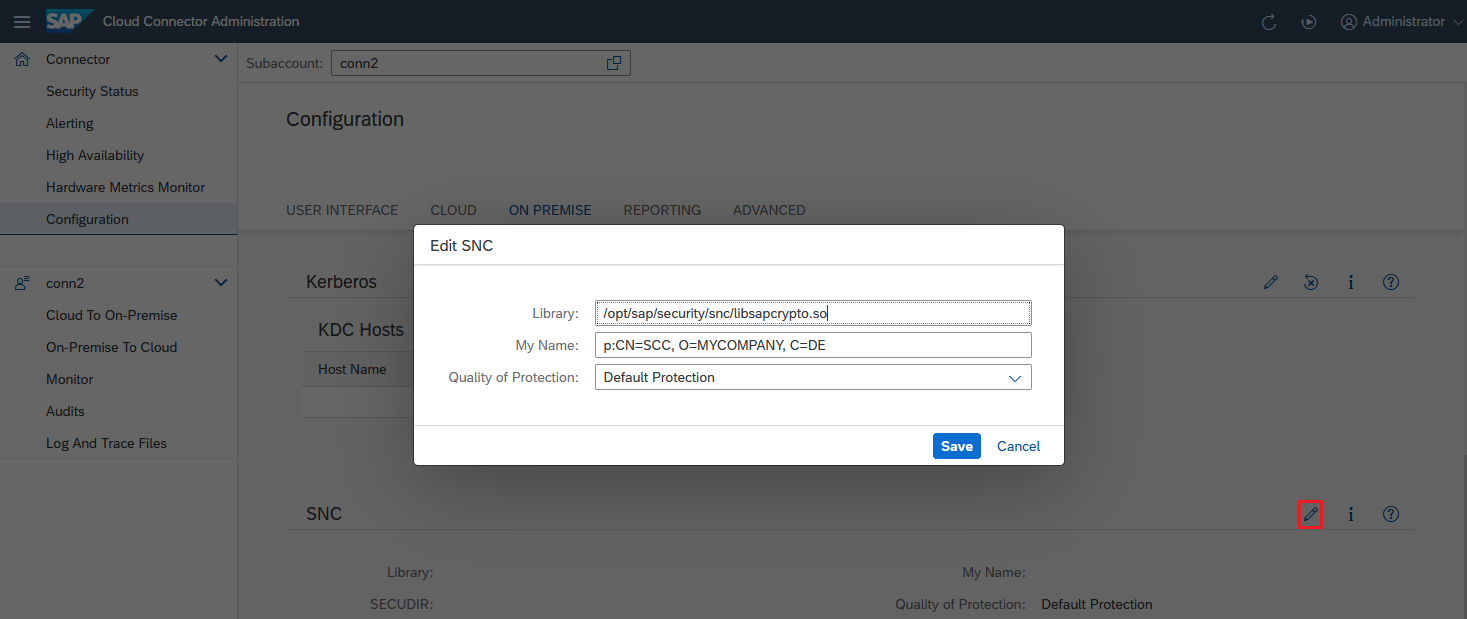 SAP Cloud Connector Administration Administrator
Connector
Security Status
Alerting
High Availability
Hardware Metrics Monitor
Configuration
conn2
Cloud To On-Premise
On-Premise To Cloud
Monitor
Audits
Log And Trace Files
Subaccount: conn2
Configuration
USER INTERFACE CLOUD ON PREMISE REPORTING ADVANCED
Kerberos
KDC Hosts
Host Name
Edit SNC
Library: /opt/sap/security/snc/libsapcrypto.so
My Name: p:CN=SCC, O=MYCOMPANY, C=DE
Quality of Protection: Default Protection
Save Cancel
SNC
Library: My Name:
SECUDIR: Quality of Protection: Default Protection